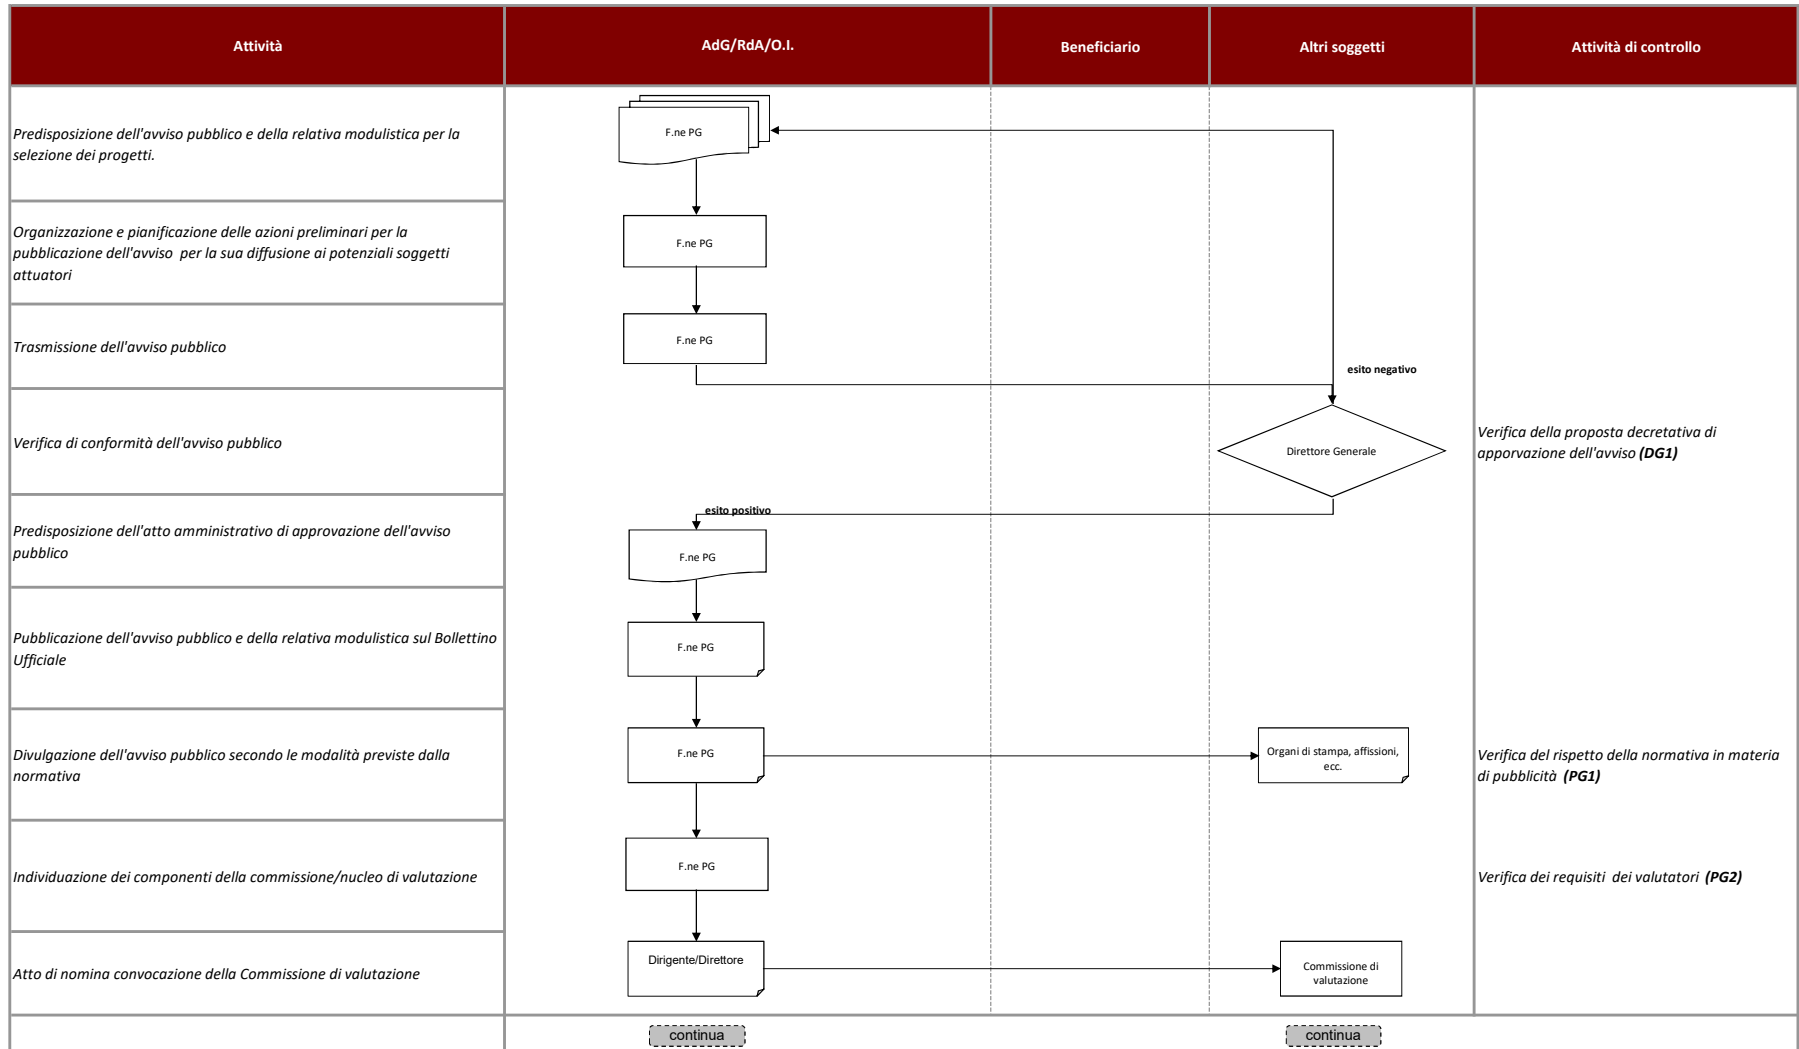 Attività
AdG/RdA/O.I.
Beneficiario
Altri soggetti
Attività di controllo
Predisposizione dell'avviso pubblico e della relativa modulistica per la
selezione dei progetti.
F.ne PG
Organizzazione e pianificazione delle azioni preliminari per la
pubblicazione dell'avviso  per la sua diffusione ai potenziali soggetti
attuatori
F.ne PG
Trasmissione dell'avviso pubblico
F.ne PG
esito negativo
Verifica di conformità dell'avviso pubblico
Direttore Generale
Verifica della proposta decretativa di
apporvazione dell'avviso (DG1)
esito positivo
Predisposizione dell'atto amministrativo di approvazione dell'avviso
pubblico
F.ne PG
Pubblicazione dell'avviso pubblico e della relativa modulistica sul Bollettino
Ufficiale
F.ne PG
Divulgazione dell'avviso pubblico secondo le modalità previste dalla
normativa
F.ne PG
Organi di stampa, affissioni,
ecc.
Verifica del rispetto della normativa in materia
di pubblicità  (PG1)
Individuazione dei componenti della commissione/nucleo di valutazione
F.ne PG
Verifica dei requisiti  dei valutatori  (PG2)
Atto di nomina convocazione della Commissione di valutazione
Dirigente/Direttore
Commissione di
valutazione
continua
continua